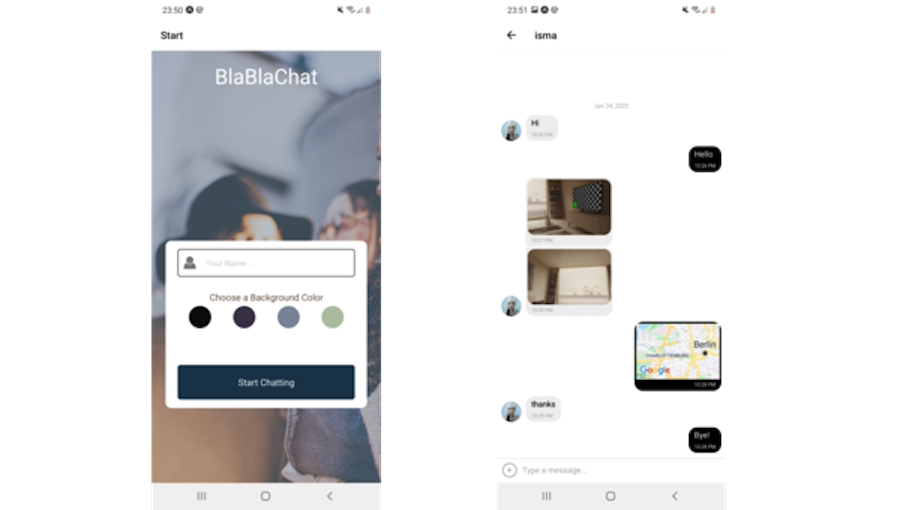 23:50
Start
BlaBlaChat
Your Name ...
Choose a Background Color
Start Chatting
23:51
isma
Jan 24, 2022
Hi
10:26 PM
Hello
10:26 PM
10:27 PM
10:28 PM
Berlin
CHARLOTTENBURG
Google
10:28 PM
thanks
10:28 PM
Bye!
10:28 PM
Type a message...